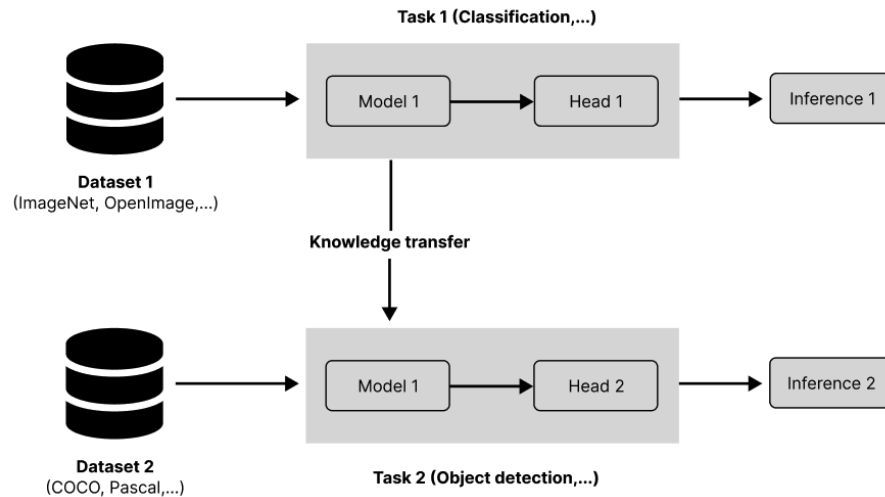 Task 1 (Classification,...)
Model 1
Head 1
Inference 1
Dataset 1
(ImageNet, OpenImage,...)
Knowledge transfer
Model 1
Head 2
Inference 2
Dataset 2
(COCO, Pascal,...)
Task 2 (Object detection,...)